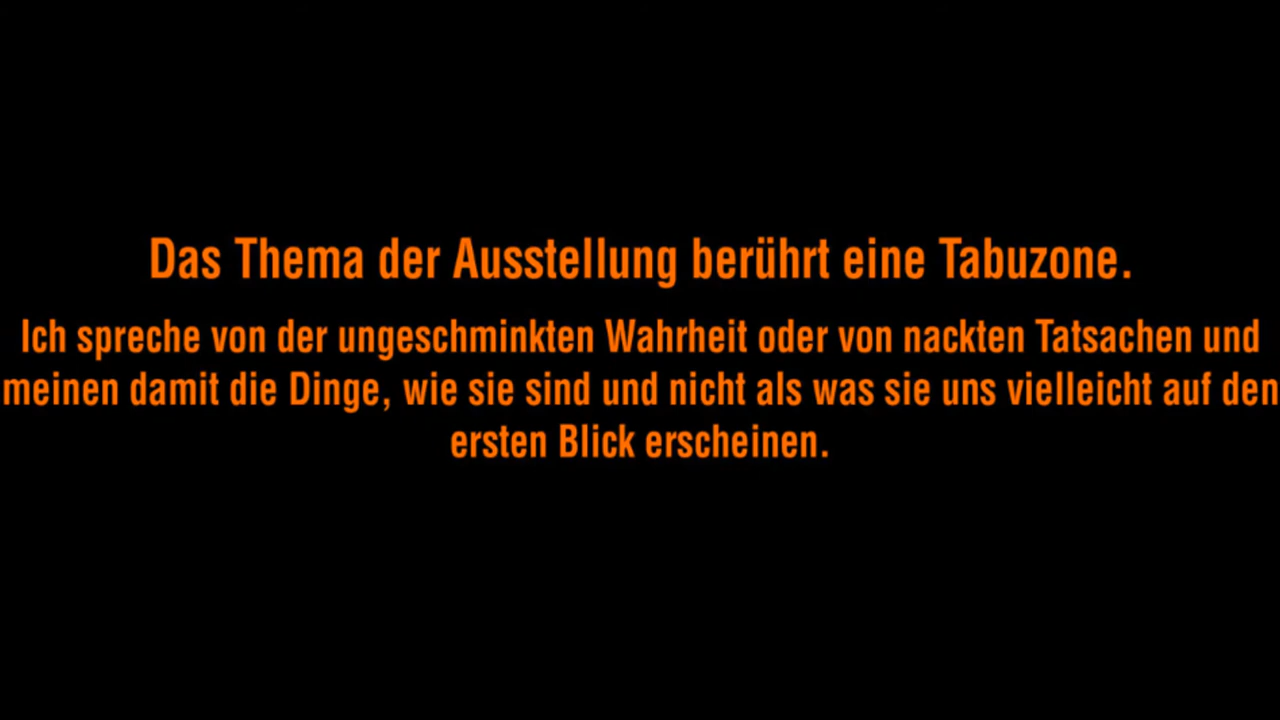 Das Thema der Ausstellung berührt eine Tabuzone.
Ich spreche von der ungeschminkten Wahrheit oder von nackten Tatsachen und
meinen damit die Dinge, wie sie sind und nicht als was sie uns vielleicht auf den
ersten Blick erscheinen.